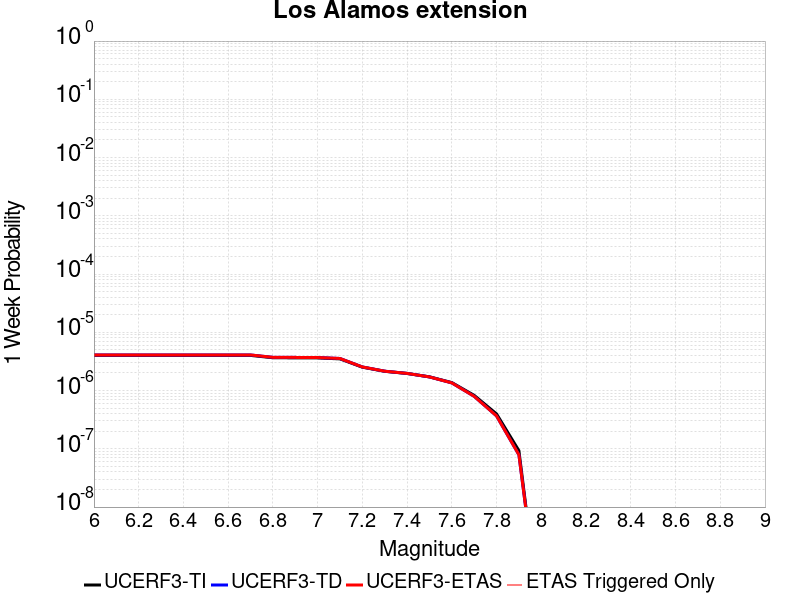 Los Alamos extension
10^0
10^-1
10^-2
10^-3
10^-4
10^-5
10^-6
10^-7
10^-8
1 Week Probability
6 6.2 6.4 6.6 6.8 7 7.2 7.4 7.6 7.8 8 8.2 8.4 8.6 8.8 9
Magnitude
UCERF3-TI UCERF3-TD UCERF3-ETAS ETAS Triggered Only